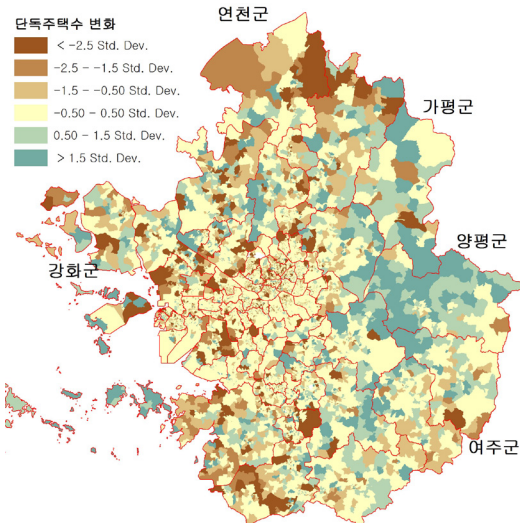 연천군
단독주택수 변화
< -2.5 Std. Dev.
-2.5 - -1.5 Std. Dev.
-1.5 - -0.50 Std. Dev.
-0.50 - 0.50 Std. Dev.
0.50 - 1.5 Std. Dev.
> 1.5 Std. Dev.
가평군
양평군
강화군
여주군